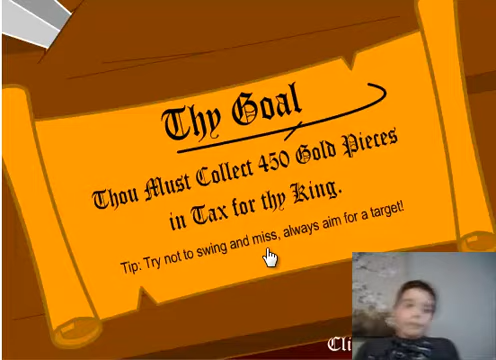 Thy Goal
Thou Must Collect 450 Gold Pieces
in Tax for thy King.
Tip: Try not to swing and miss, always aim for a target!
Cli